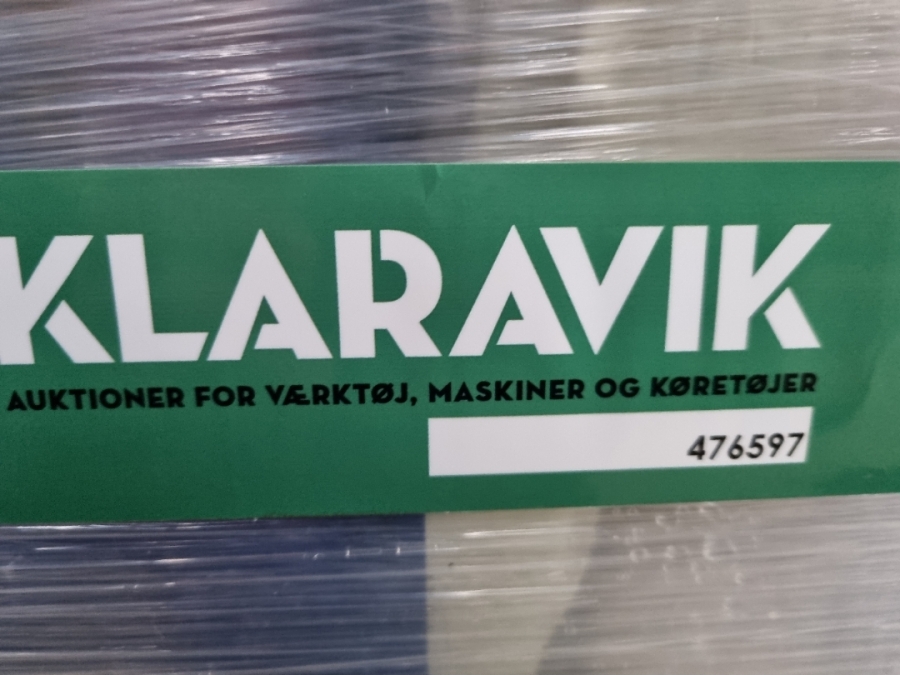 KLARAVIK
AUKTIONER FOR VÆRKTØJ, MASKINER OG KØRETØJER
476597